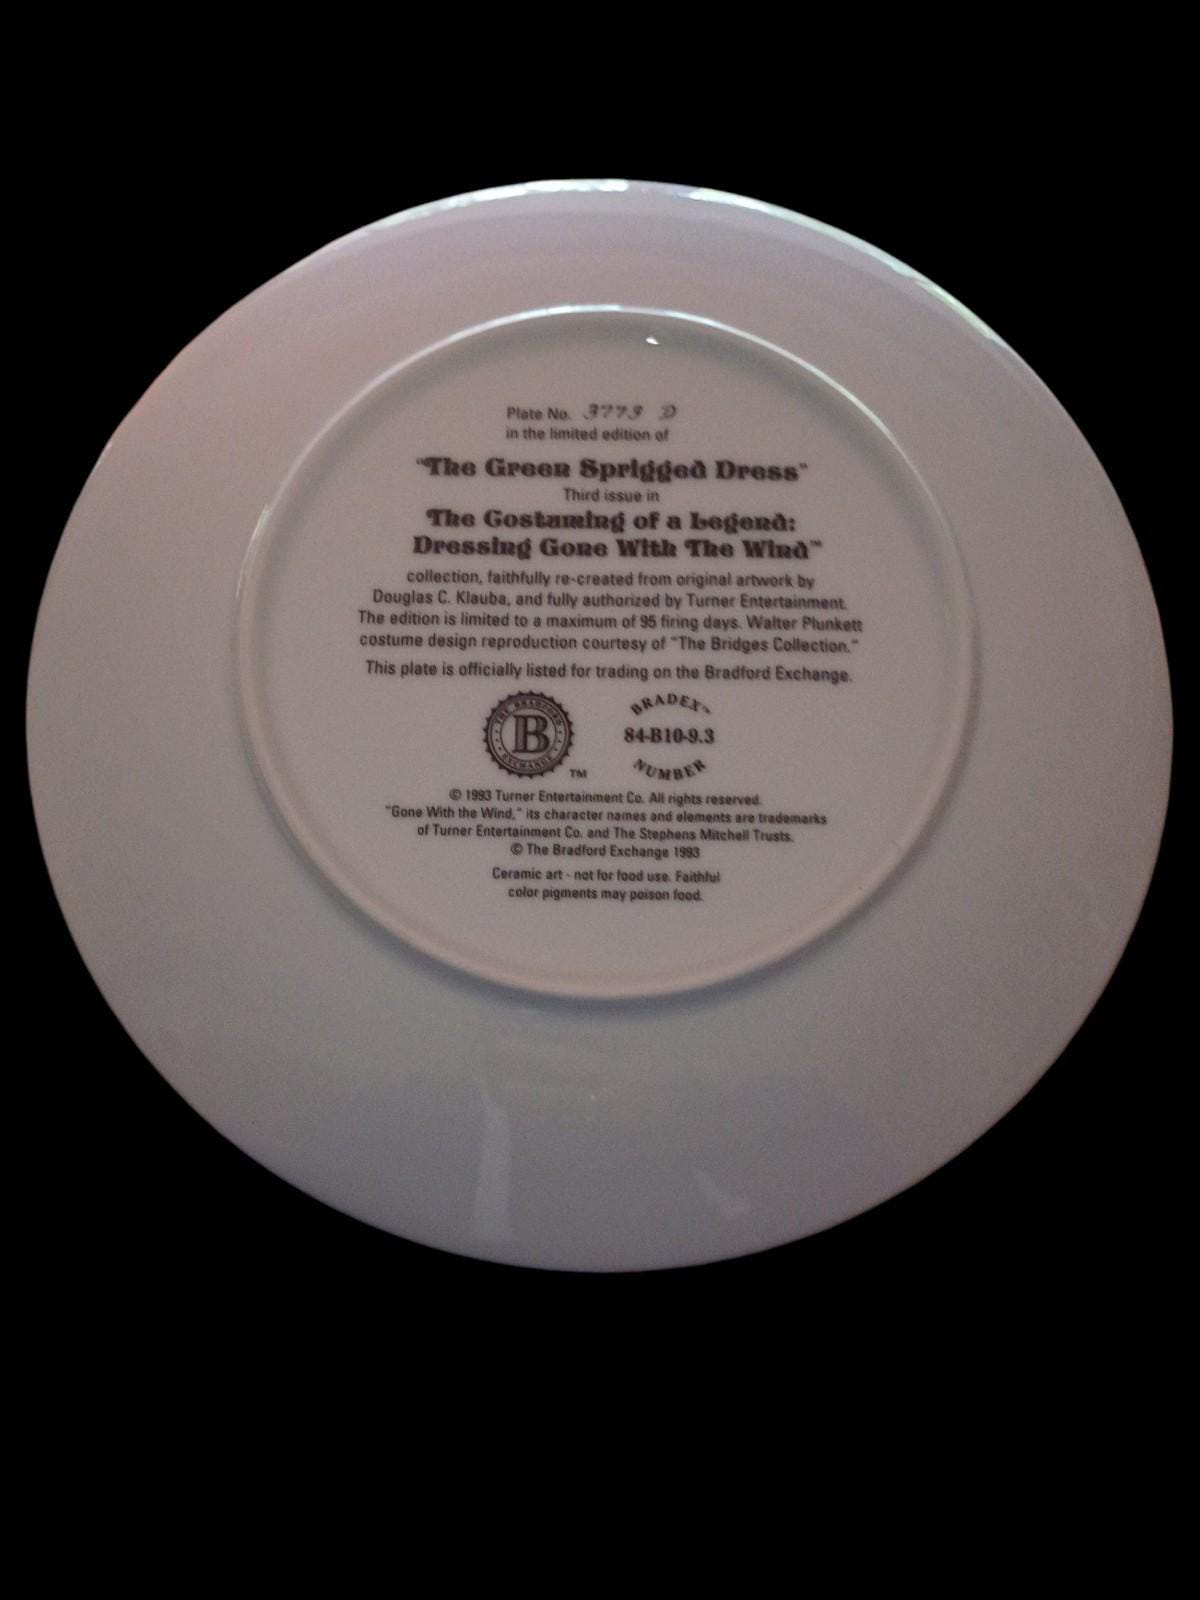 Plate No. 3773 D
in the limited edition of
"The Green Sprigged Dress"
Third issue in
The Costuming of a Legend:
Dressing Gone With The Wind™
collection, faithfully re-created from original artwork by
Douglas C. Klauba, and fully authorized by Turner Entertainment.
The edition is limited to a maximum of 95 firing days. Walter Plunkett
costume design reproduction courtesy of "The Bridges Collection."
This plate is officially listed for trading on the Bradford Exchange.
THE BRADFORD
B
EXCHANGE
TM
BRADEX™
84-B10-9.3
NUMBER
© 1993 Turner Entertainment Co. All rights reserved.
"Gone With the Wind," its character names and elements are trademarks
of Turner Entertainment Co. and The Stephens Mitchell Trusts.
© The Bradford Exchange 1993
Ceramic art - not for food use. Faithful
color pigments may poison food.